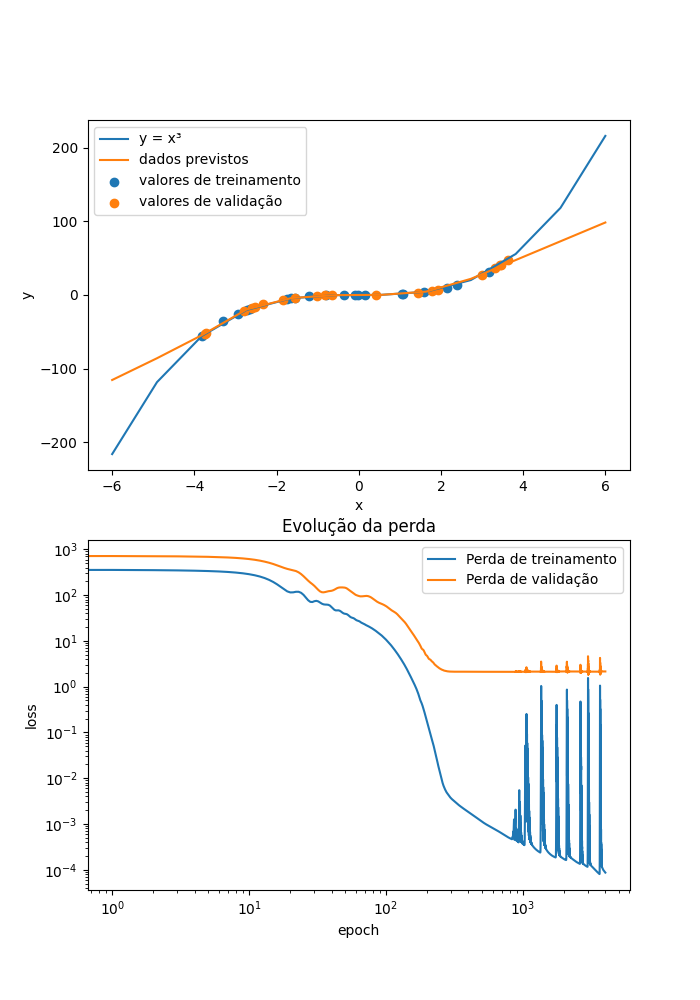 y = x³
dados previstos
valores de treinamento
valores de validação
200
100
0
−100
−200
y
−6
−4
−2
0
2
4
6
x
Evolução da perda
Perda de treinamento
Perda de validação
10³
10²
10¹
10⁰
10⁻¹
10⁻²
10⁻³
10⁻⁴
loss
10⁰
10¹
10²
10³
epoch